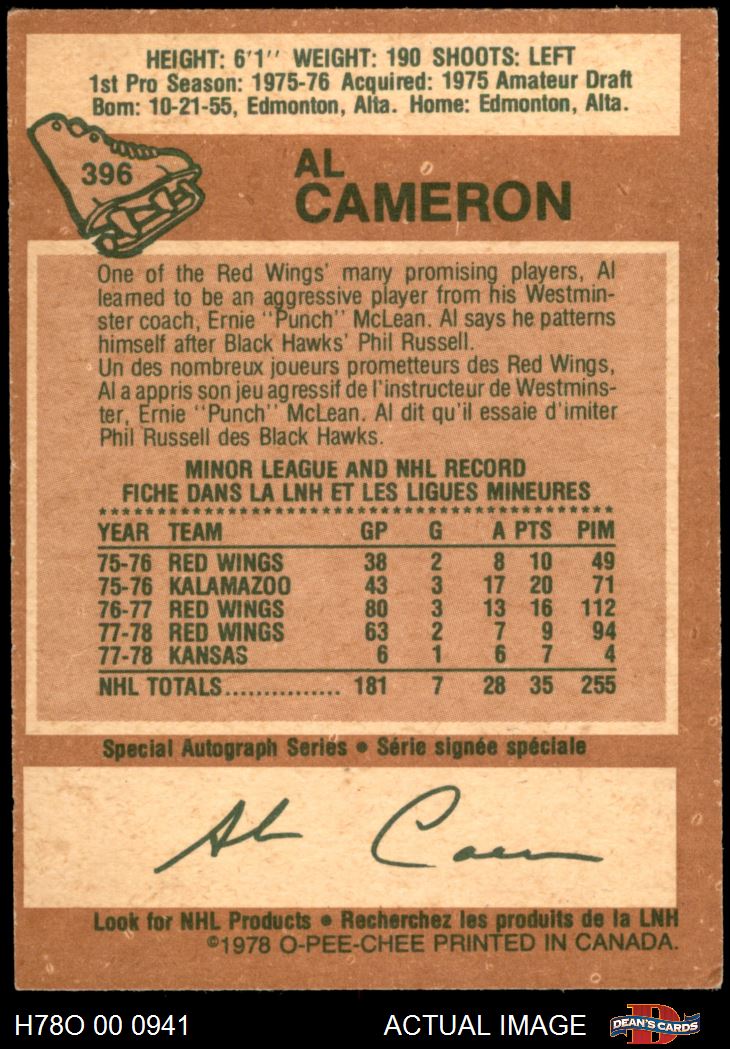 HEIGHT: 6'1'' WEIGHT: 190 SHOOTS: LEFT
1st Pro Season: 1975-76 Acquired: 1975 Amateur Draft
Born: 10-21-55, Edmonton, Alta. Home: Edmonton, Alta.
396
AL
CAMERON
One of the Red Wings' many promising players, Al
learned to be an aggressive player from his Westmin-
ster coach, Ernie "Punch" McLean. Al says he patterns
himself after Black Hawks' Phil Russell.
Un des nombreux joueurs prometteurs des Red Wings,
Al a appris son jeu agressif de l'instructeur de Westmins-
ter, Ernie "Punch" McLean. Al dit qu'il essaie d'imiter
Phil Russell des Black Hawks.
MINOR LEAGUE AND NHL RECORD
FICHE DANS LA LNH ET LES LIGUES MINEURES
YEAR TEAM GP G A PTS PIM
75-76 RED WINGS 38 2 8 10 49
75-76 KALAMAZOO 43 3 17 20 71
76-77 RED WINGS 80 3 13 16 112
77-78 RED WINGS 63 2 7 9 94
77-78 KANSAS 6 1 6 7 4
NHL TOTALS.............. 181 7 28 35 255
Special Autograph Series • Série signée spéciale
Al Cameron
Look for NHL Products • Recherchez les produits de la LNH
©1978 O-PEE-CHEE PRINTED IN CANADA.
H78O 00 0941 ACTUAL IMAGE DEAN'S CARDS